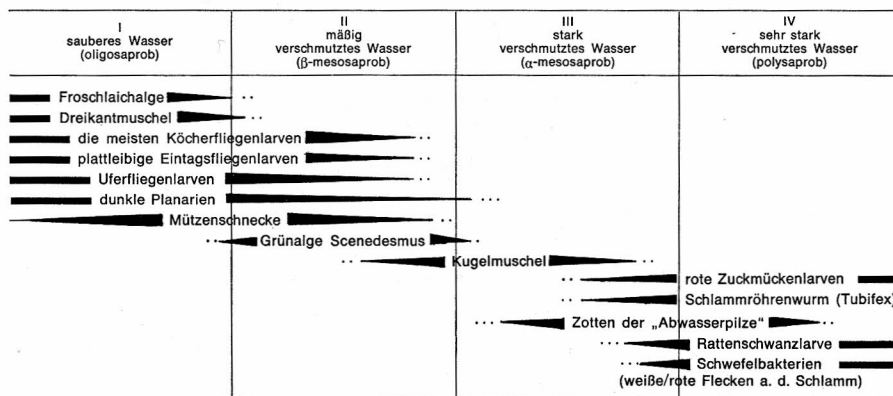 I
sauberes Wasser
(oligosaprob)
II
mäßig
verschmutztes Wasser
(β-mesosaprob)
III
stark
verschmutztes Wasser
(α-mesosaprob)
IV
sehr stark
verschmutztes Wasser
(polysaprob)
Froschlaichalge
Dreikantmuschel
die meisten Köcherfliegenlarven
plattleibige Eintagsfliegenlarven
Uferfliegenlarven
dunkle Planarien
Mützenschnecke
Grünalge Scenedesmus
Kugelmuschel
rote Zuckmückenlarven
Schlammröhrenwurm (Tubifex)
Zotten der „Abwasserpilze“
Rattenschwanzlarve
Schwefelbakterien
(weiße/rote Flecken a. d. Schlamm)